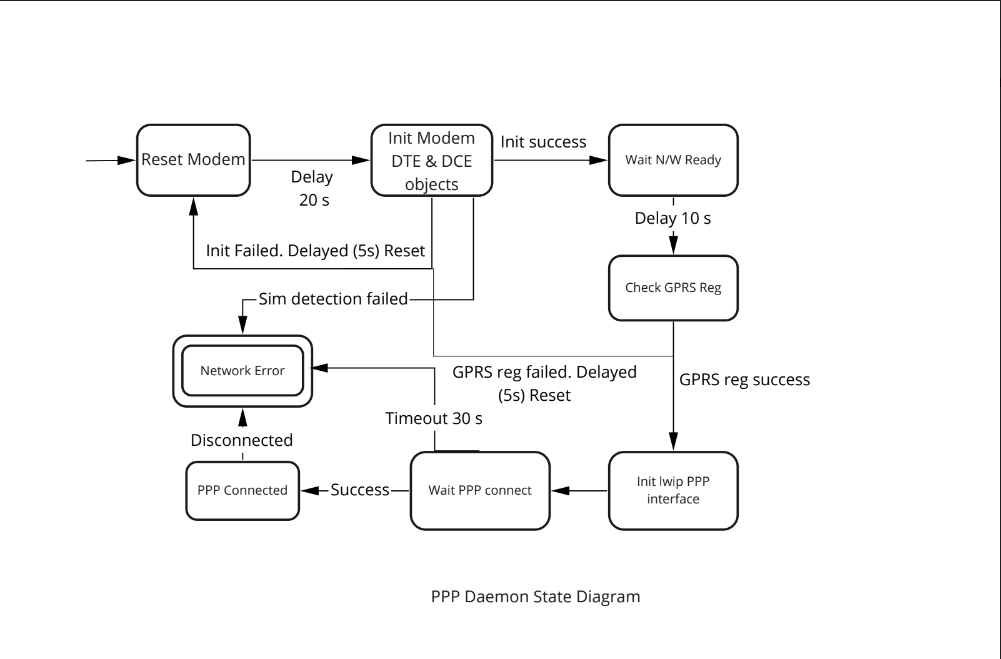 Reset Modem
Delay
20 s
Init Modem
DTE & DCE
objects
Init success
Wait N/W Ready
Delay 10 s
Init Failed. Delayed (5s) Reset
Check GPRS Reg
Sim detection failed
Network Error
GPRS reg failed. Delayed
(5s) Reset
GPRS reg success
Timeout 30 s
Disconnected
PPP Connected
Success
Wait PPP connect
Init lwip PPP
interface
PPP Daemon State Diagram